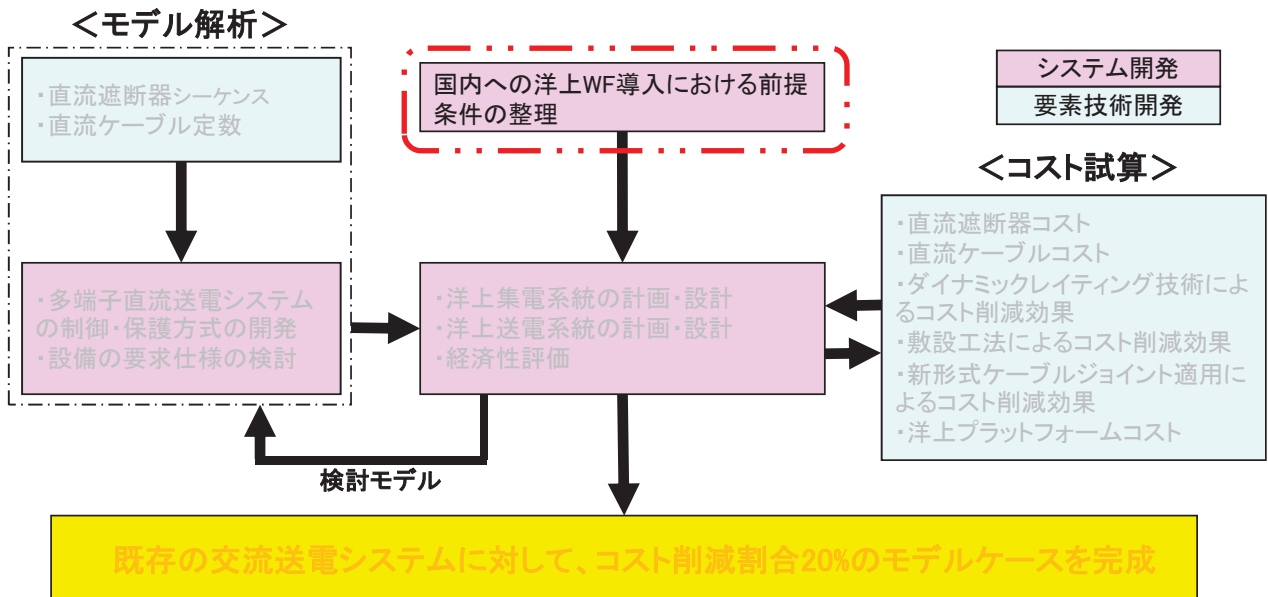 ＜モデル解析＞
・直流遮断器シーケンス
・直流ケーブル定数
・多端子直流送電システム
の制御・保護方式の開発
・設備の要求仕様の検討
国内への洋上WF導入における前提
条件の整理
・洋上集電系統の計画・設計
・洋上送電系統の計画・設計
・経済性評価
検討モデル
システム開発
要素技術開発
＜コスト試算＞
・直流遮断器コスト
・直流ケーブルコスト
・ダイナミックレイティング技術によ
るコスト削減効果
・敷設工法によるコスト削減効果
・新形式ケーブルジョイント適用に
よるコスト削減効果
・洋上プラットフォームコスト
既存の交流送電システムに対して、コスト削減割合20%のモデルケースを完成